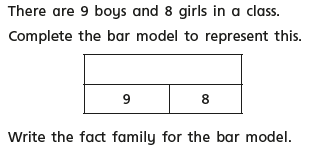 There are 9 boys and 8 girls in a class.
Complete the bar model to represent this.
9 8
Write the fact family for the bar model.